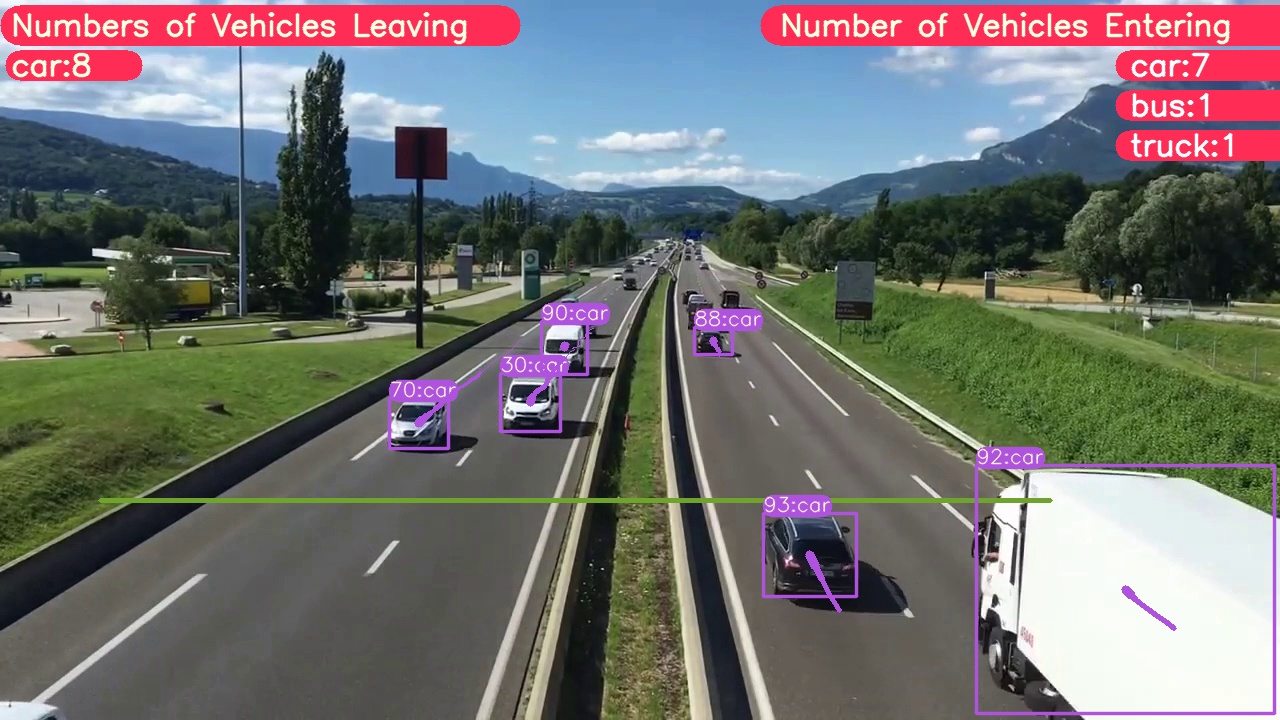 Numbers of Vehicles Leaving
Number of Vehicles Entering
car:8
car:7
bus:1
truck:1
90:car
88:car
30:car
70:car
92:car
93:car